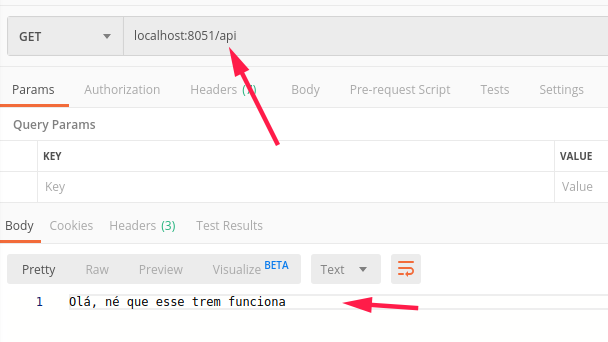 GET localhost:8051/api
Params Authorization Headers (7) Body Pre-request Script Tests Settings
Query Params
KEY VALUE
Key Value
Body Cookies Headers (3) Test Results
Pretty Raw Preview Visualize BETA Text
1 Olá, né que esse trem funciona